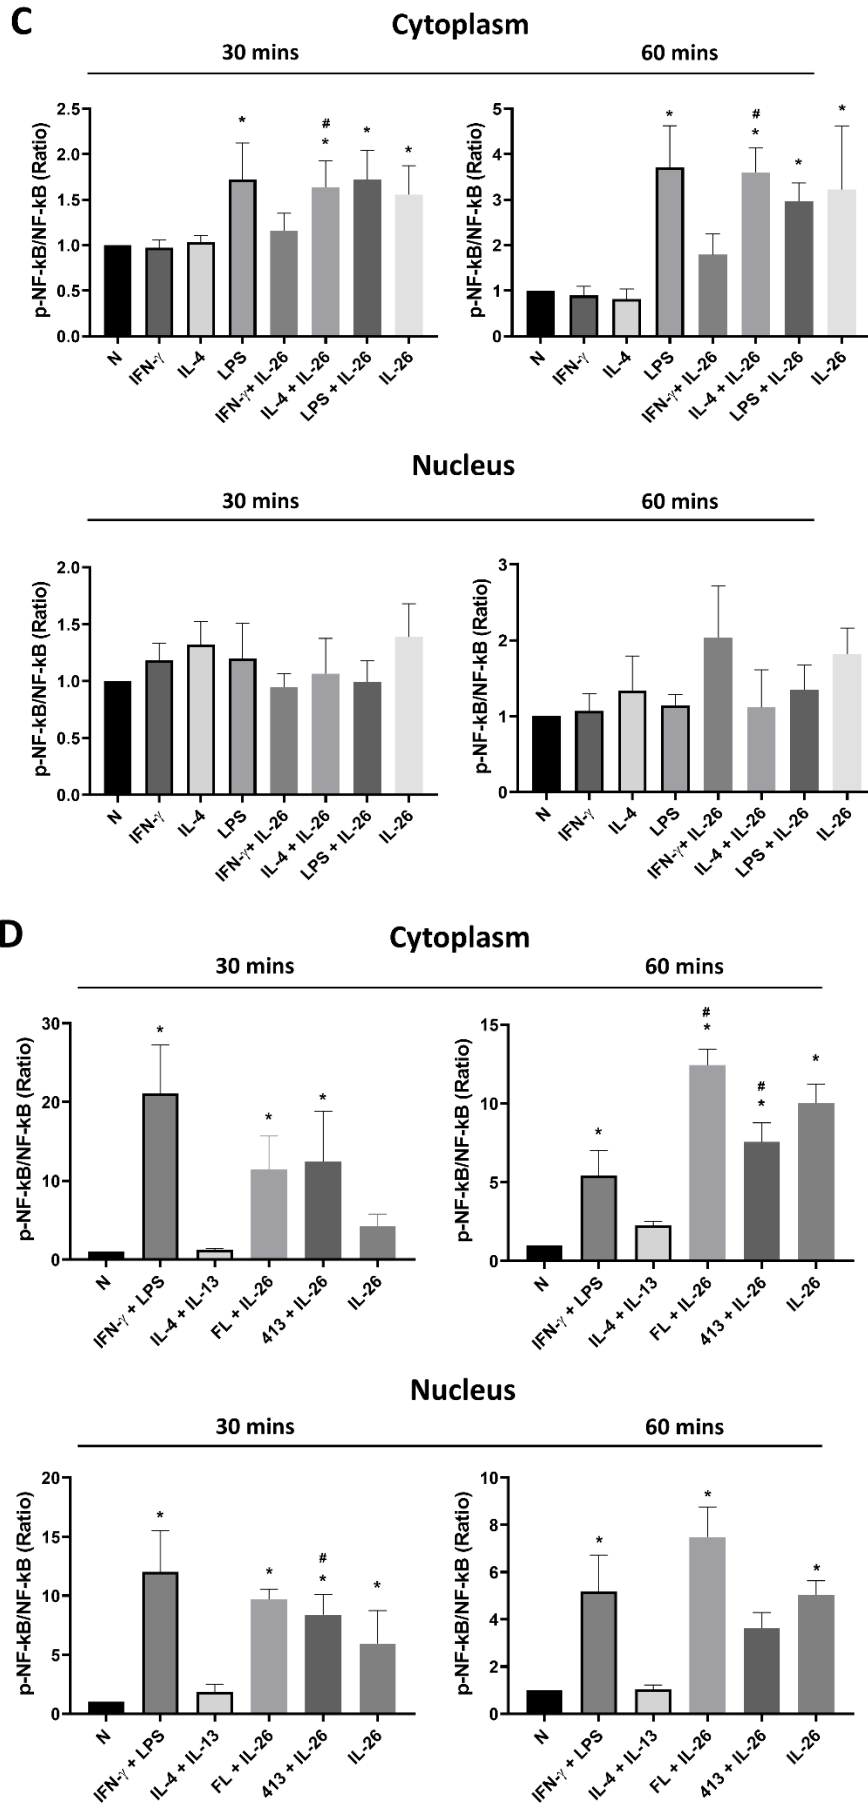 C
Cytoplasm
30 mins
60 mins
p-NF-kB/NF-kB (Ratio)
2.5
2.0
1.5
1.0
0.5
0.0
*
#
*
*
*
N
IFN-γ
IL-4
LPS
IFN-γ+ IL-26
IL-4 + IL-26
LPS + IL-26
IL-26
p-NF-kB/NF-kB (Ratio)
5
4
3
2
1
0
*
#
*
*
*
N
IFN-γ
IL-4
LPS
IFN-γ+ IL-26
IL-4 + IL-26
LPS + IL-26
IL-26
Nucleus
30 mins
60 mins
p-NF-kB/NF-kB (Ratio)
2.0
1.5
1.0
0.5
0.0
N
IFN-γ
IL-4
LPS
IFN-γ+ IL-26
IL-4 + IL-26
LPS + IL-26
IL-26
p-NF-kB/NF-kB (Ratio)
3
2
1
0
N
IFN-γ
IL-4
LPS
IFN-γ+ IL-26
IL-4 + IL-26
LPS + IL-26
IL-26
D
Cytoplasm
30 mins
60 mins
p-NF-kB/NF-kB (Ratio)
30
20
10
0
*
*
*
N
IFN-γ + LPS
IL-4 + IL-13
FL + IL-26
413 + IL-26
IL-26
p-NF-kB/NF-kB (Ratio)
15
10
5
0
*
#
*
#
*
*
N
IFN-γ + LPS
IL-4 + IL-13
FL + IL-26
413 + IL-26
IL-26
Nucleus
30 mins
60 mins
p-NF-kB/NF-kB (Ratio)
20
15
10
5
0
*
*
#
*
*
N
IFN-γ + LPS
IL-4 + IL-13
FL + IL-26
413 + IL-26
IL-26
p-NF-kB/NF-kB (Ratio)
10
8
6
4
2
0
*
*
*
N
IFN-γ + LPS
IL-4 + IL-13
FL + IL-26
413 + IL-26
IL-26